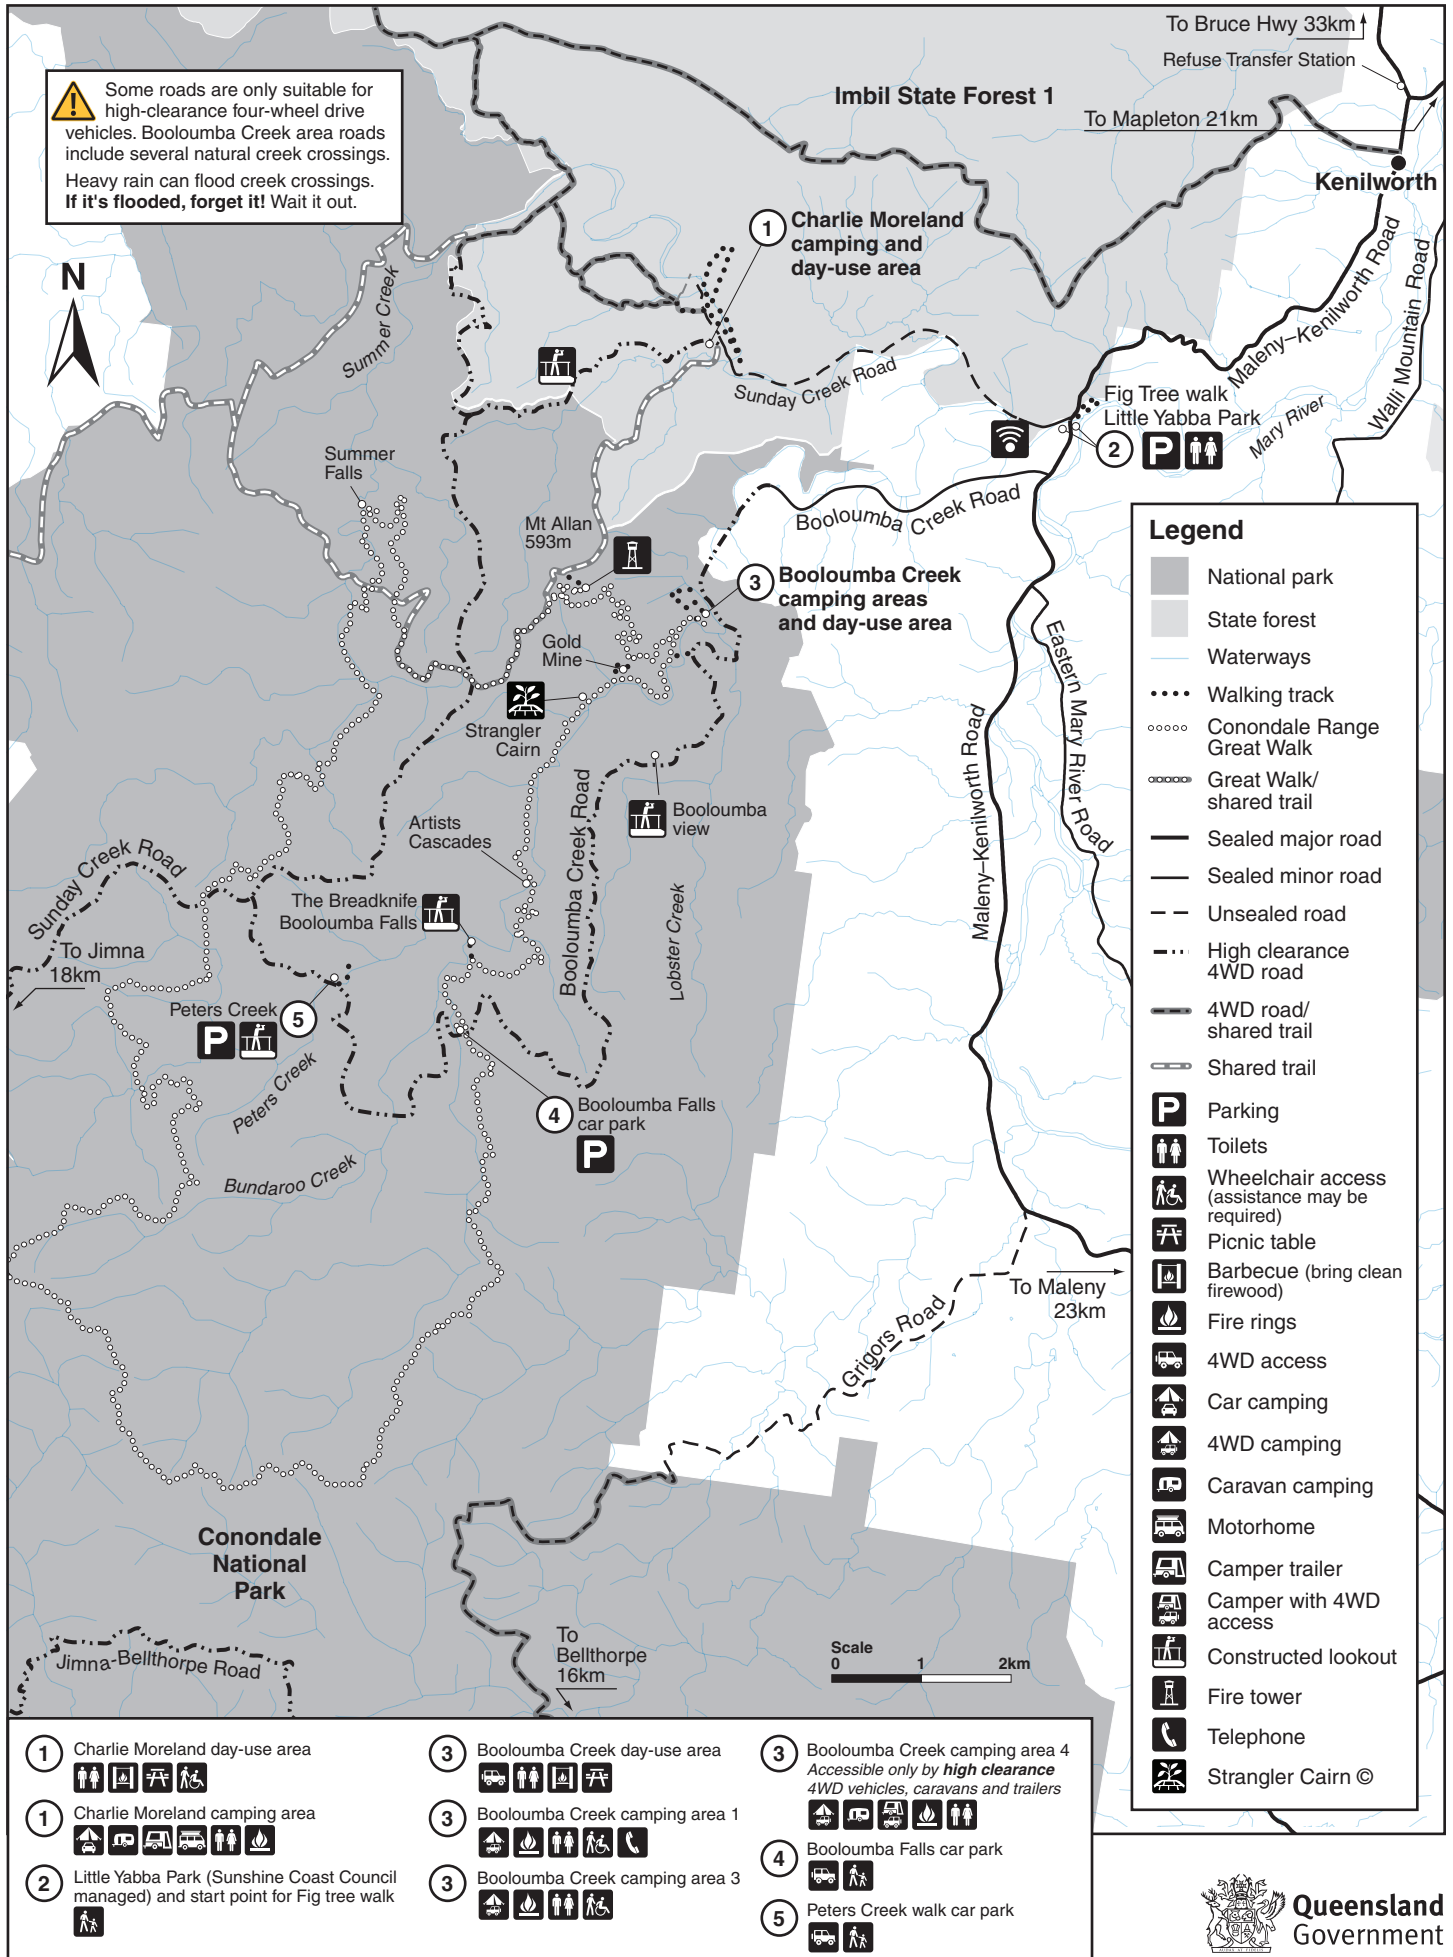 To Bruce Hwy 33km
Refuse Transfer Station
Some roads are only suitable for
high-clearance four-wheel drive
vehicles. Booloumba Creek area roads
include several natural creek crossings.
Heavy rain can flood creek crossings.
If it's flooded, forget it! Wait it out.
Imbil State Forest 1
To Mapleton 21km
Kenilworth
N
1
Charlie Moreland
camping and
day-use area
Summer Creek
Maleny–Kenilworth Road
Walli Mountain Road
Sunday Creek Road
Fig Tree walk
Little Yabba Park
2
P
Mary River
Summer
Falls
Booloumba Creek Road
Mt Allan
593m
3
Booloumba Creek
camping areas
and day-use area
Gold
Mine
Strangler
Cairn
Eastern Mary River Road
Maleny–Kenilworth Road
Booloumba
view
Artists
Cascades
Booloumba Creek Road
Lobster Creek
Sunday Creek Road
The Breadknife
Booloumba Falls
To Jimna
18km
Peters Creek
5
P
Peters Creek
4
Booloumba Falls
car park
P
Bundaroo Creek
To Maleny
23km
Grigors Road
Conondale
National
Park
To
Bellthorpe
16km
Jimna-Bellthorpe Road
Scale
0 1 2km
Legend
National park
State forest
Waterways
Walking track
Conondale Range
Great Walk
Great Walk/
shared trail
Sealed major road
Sealed minor road
Unsealed road
High clearance
4WD road
4WD road/
shared trail
Shared trail
P Parking
Toilets
Wheelchair access
(assistance may be
required)
Picnic table
Barbecue (bring clean
firewood)
Fire rings
4WD access
Car camping
4WD camping
Caravan camping
Motorhome
Camper trailer
Camper with 4WD
access
Constructed lookout
Fire tower
Telephone
Strangler Cairn ©
1 Charlie Moreland day-use area
1 Charlie Moreland camping area
2 Little Yabba Park (Sunshine Coast Council
managed) and start point for Fig tree walk
3 Booloumba Creek day-use area
3 Booloumba Creek camping area 1
3 Booloumba Creek camping area 3
3 Booloumba Creek camping area 4
Accessible only by high clearance
4WD vehicles, caravans and trailers
4 Booloumba Falls car park
5 Peters Creek walk car park
Queensland
Government